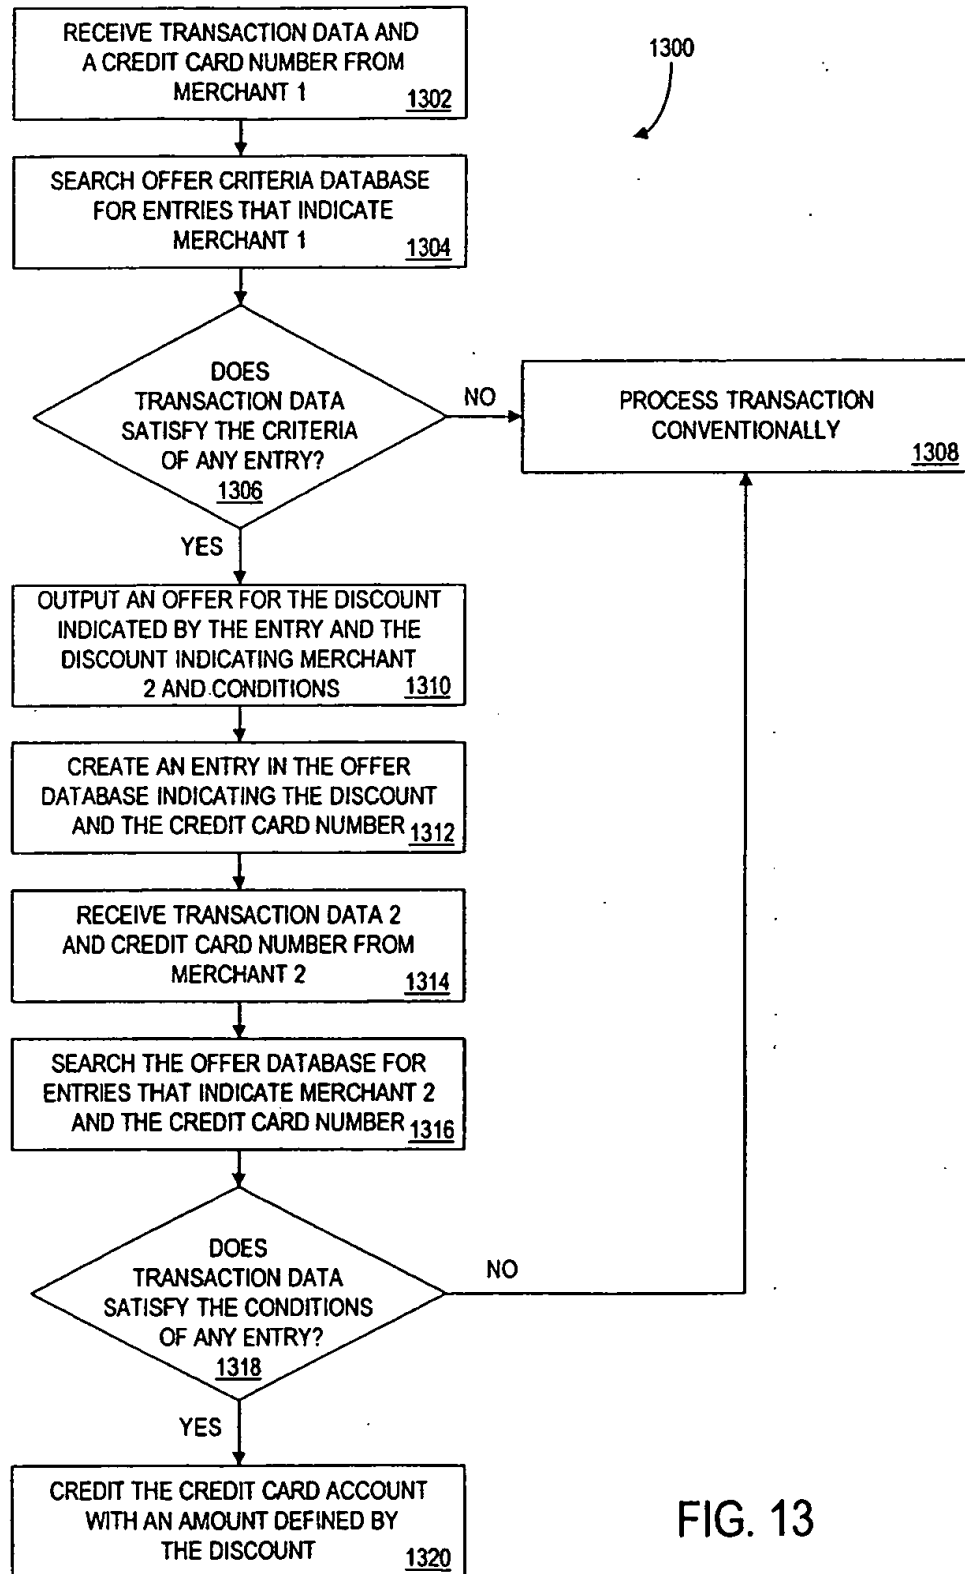 RECEIVE TRANSACTION DATA AND
A CREDIT CARD NUMBER FROM
MERCHANT 1
1302
1300
SEARCH OFFER CRITERIA DATABASE
FOR ENTRIES THAT INDICATE
MERCHANT 1
1304
DOES
TRANSACTION DATA
SATISFY THE CRITERIA
OF ANY ENTRY?
1306
NO
PROCESS TRANSACTION
CONVENTIONALLY
1308
YES
OUTPUT AN OFFER FOR THE DISCOUNT
INDICATED BY THE ENTRY AND THE
DISCOUNT INDICATING MERCHANT
2 AND CONDITIONS
1310
CREATE AN ENTRY IN THE OFFER
DATABASE INDICATING THE DISCOUNT
AND THE CREDIT CARD NUMBER
1312
RECEIVE TRANSACTION DATA 2
AND CREDIT CARD NUMBER FROM
MERCHANT 2
1314
SEARCH THE OFFER DATABASE FOR
ENTRIES THAT INDICATE MERCHANT 2
AND THE CREDIT CARD NUMBER
1316
DOES
TRANSACTION DATA
SATISFY THE CONDITIONS
OF ANY ENTRY?
1318
NO
YES
CREDIT THE CREDIT CARD ACCOUNT
WITH AN AMOUNT DEFINED BY
THE DISCOUNT
1320
FIG. 13